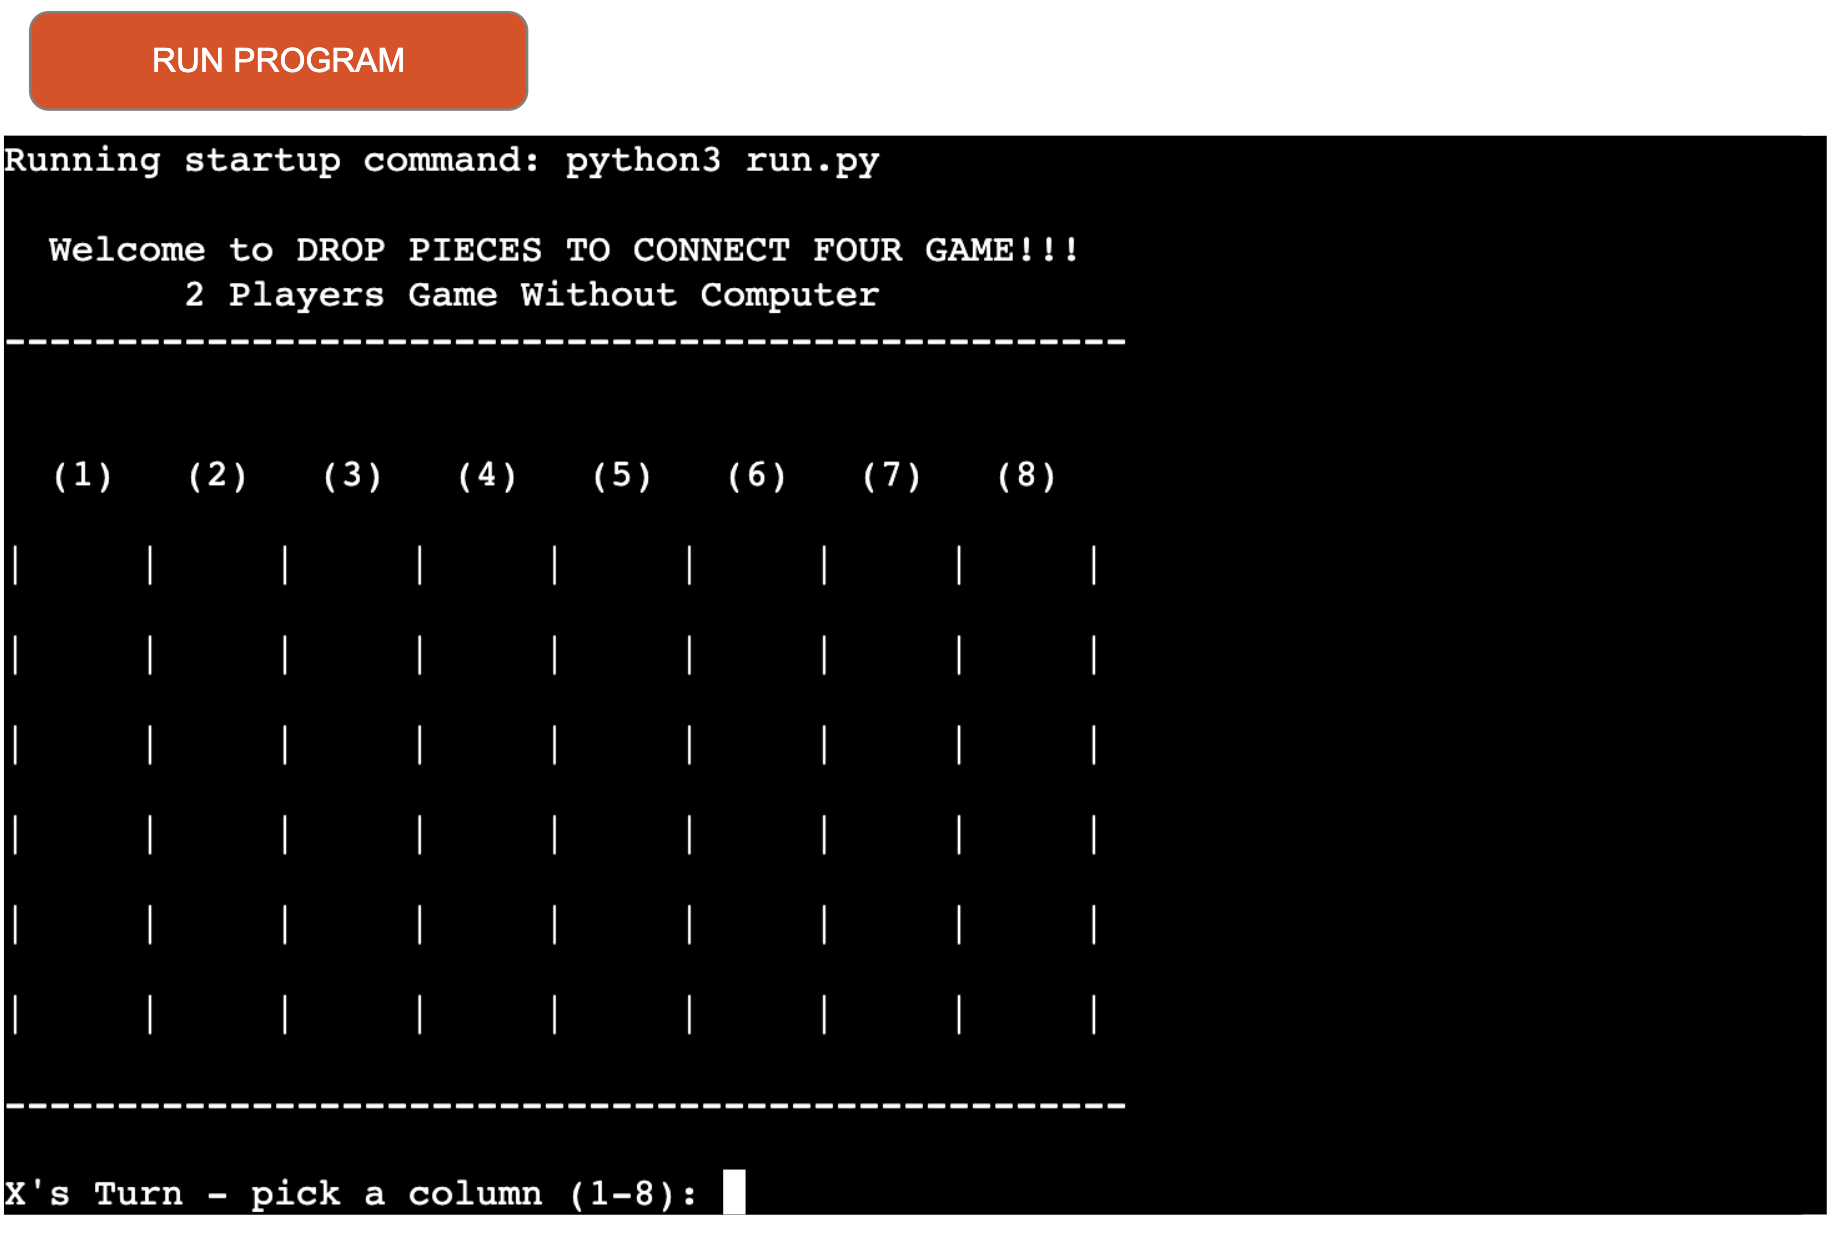 RUN PROGRAM
Running startup command: python3 run.py
Welcome to DROP PIECES TO CONNECT FOUR GAME!!!
2 Players Game Without Computer
--------------------------------------------------
(1) (2) (3) (4) (5) (6) (7) (8)
| | | | | | | | |
| | | | | | | | |
| | | | | | | | |
| | | | | | | | |
| | | | | | | | |
| | | | | | | | |
--------------------------------------------------
X's Turn - pick a column (1-8):